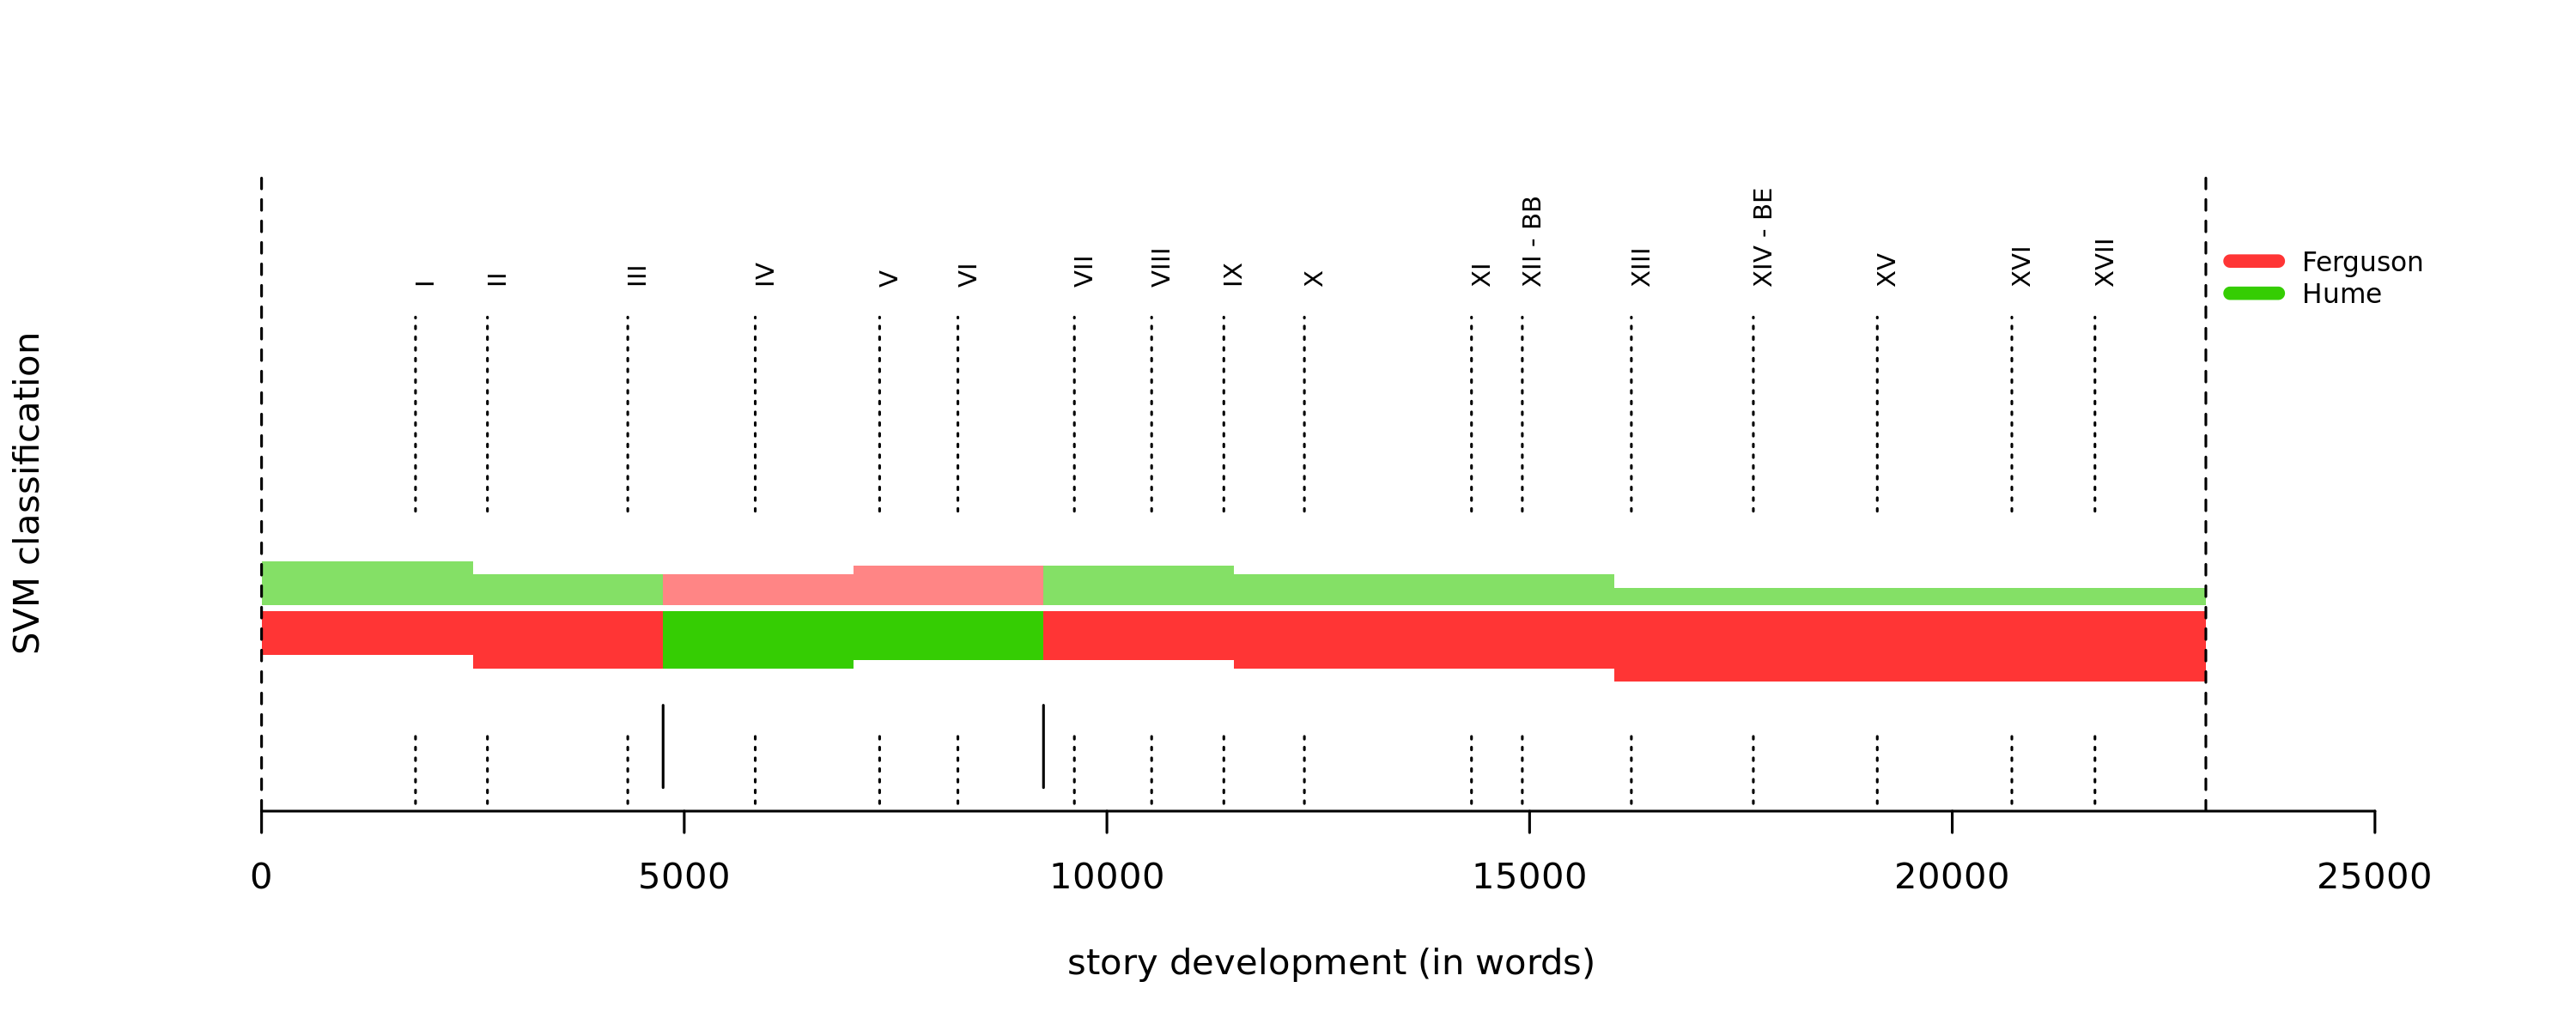 I
II
III
IV
V
VI
VII
VIII
IX
X
XI
XII - BB
XIII
XIV - BE
XV
XVI
XVII
Ferguson
Hume
SVM classification
0
5000
10000
15000
20000
25000
story development (in words)